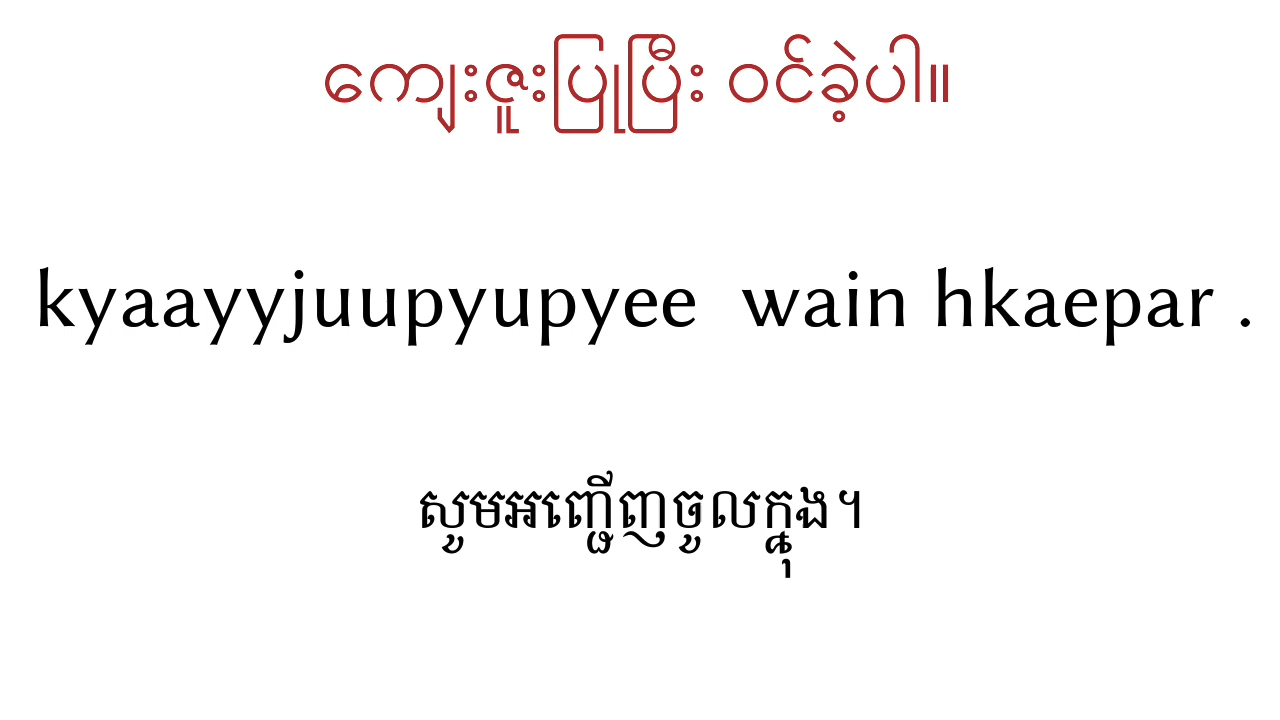 ကျေးဇူးပြုပြီး ဝင်ခဲ့ပါ။
kyaayyjuupyupyee wain hkaepar .
សូមអញ្ជើញចូលក្នុង។